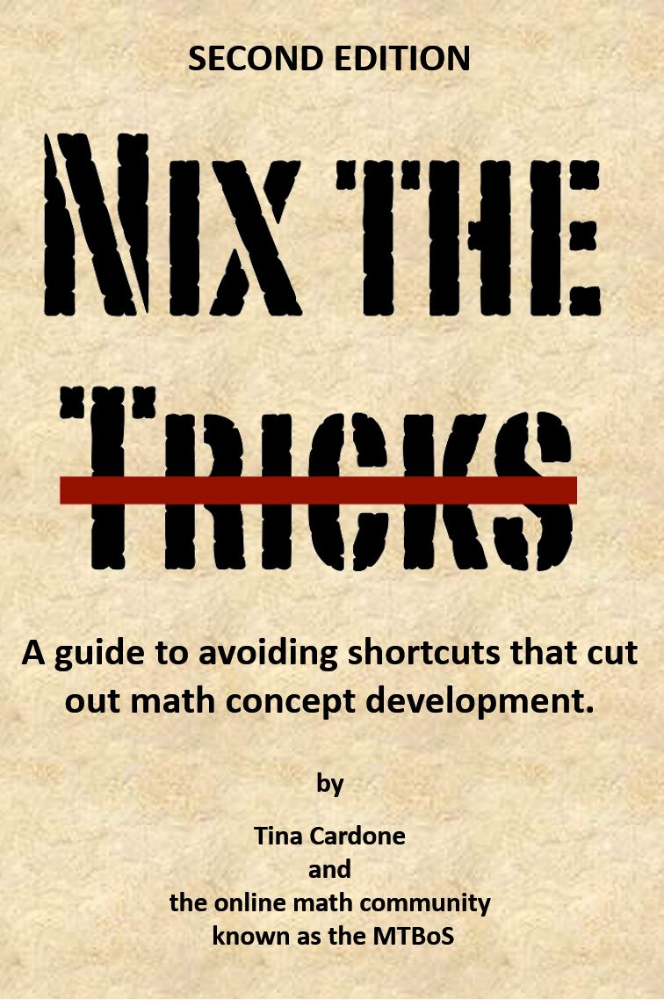 SECOND EDITION
NIX THE
TRICKS
A guide to avoiding shortcuts that cut
out math concept development.
by
Tina Cardone
and
the online math community
known as the MTBoS